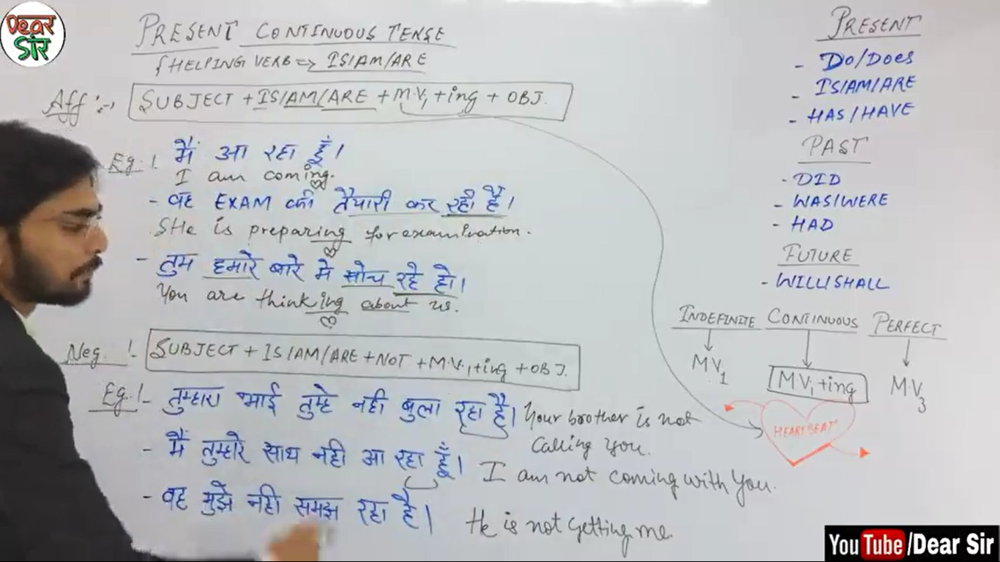 Dear Sir
PRESENT CONTINUOUS TENSE
{HELPING VERB => IS/AM/ARE
Aff:-, SUBJECT + IS/AM/ARE + M.V₁ + ing + OBJ.
Eg. 1. मैं आ रहा हूँ।
I am coming.
- वह EXAM की तैयारी कर रही है।
SHe is preparing for examination.
- तुम हमारे बारे मे सोच रहे हो।
You are thinking about us.
Neg. !- SUBJECT + IS/AM/ARE + NOT + M.V.₁+ing + OBJ.
Eg.!- तुम्हारा भाई तुम्हे नही बुला रहा है। Your brother is not
calling you.
- मैं तुम्हारे साथ नही आ रहा हूँ। I am not coming with you.
- वह मुझे नही समझ रहा है। He is not getting me.
PRESENT
- DO/Does
- IS/AM/ARE
- HAS/HAVE
PAST
- DID
- WAS/WERE
- HAD
FUTURE
- WILL/SHALL
INDEFINITE CONTINUOUS PERFECT
MV₁ M.V₁+ing M.V₃
HEARTBEAT
YouTube/Dear Sir